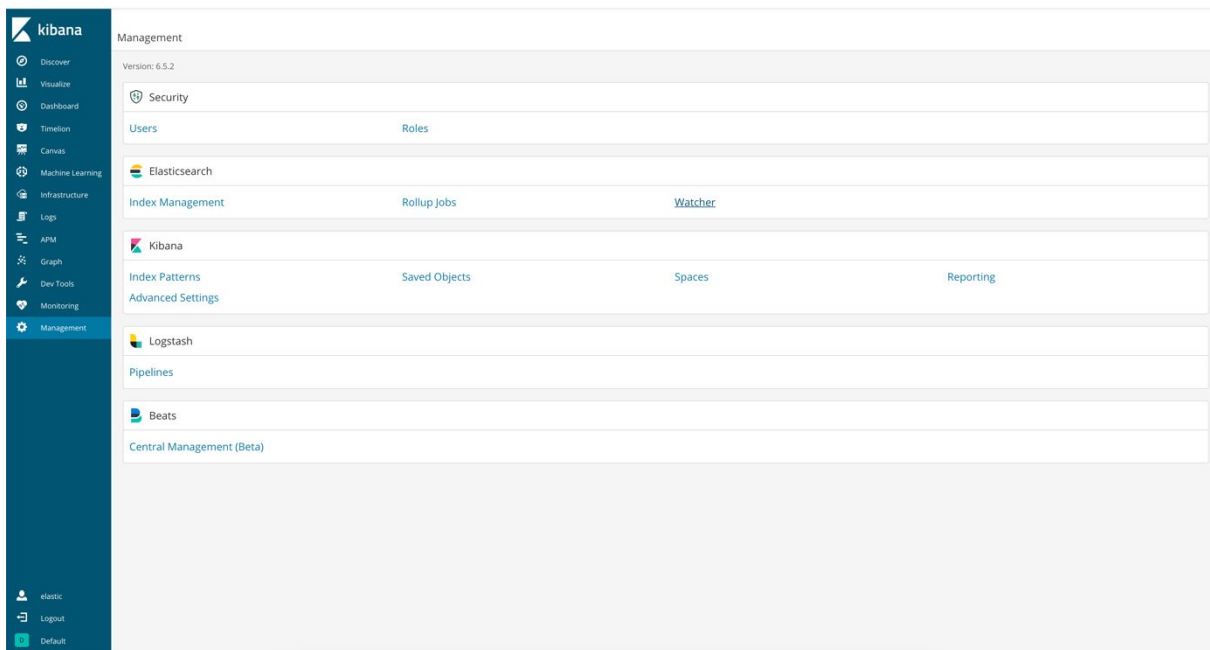 kibana
Discover
Visualize
Dashboard
Timelion
Canvas
Machine Learning
Infrastructure
Logs
APM
Graph
Dev Tools
Monitoring
Management
elastic
Logout
D Default
Management
Version: 6.5.2
Security
Users Roles
Elasticsearch
Index Management Rollup Jobs Watcher
Kibana
Index Patterns Saved Objects Spaces Reporting
Advanced Settings
Logstash
Pipelines
Beats
Central Management (Beta)